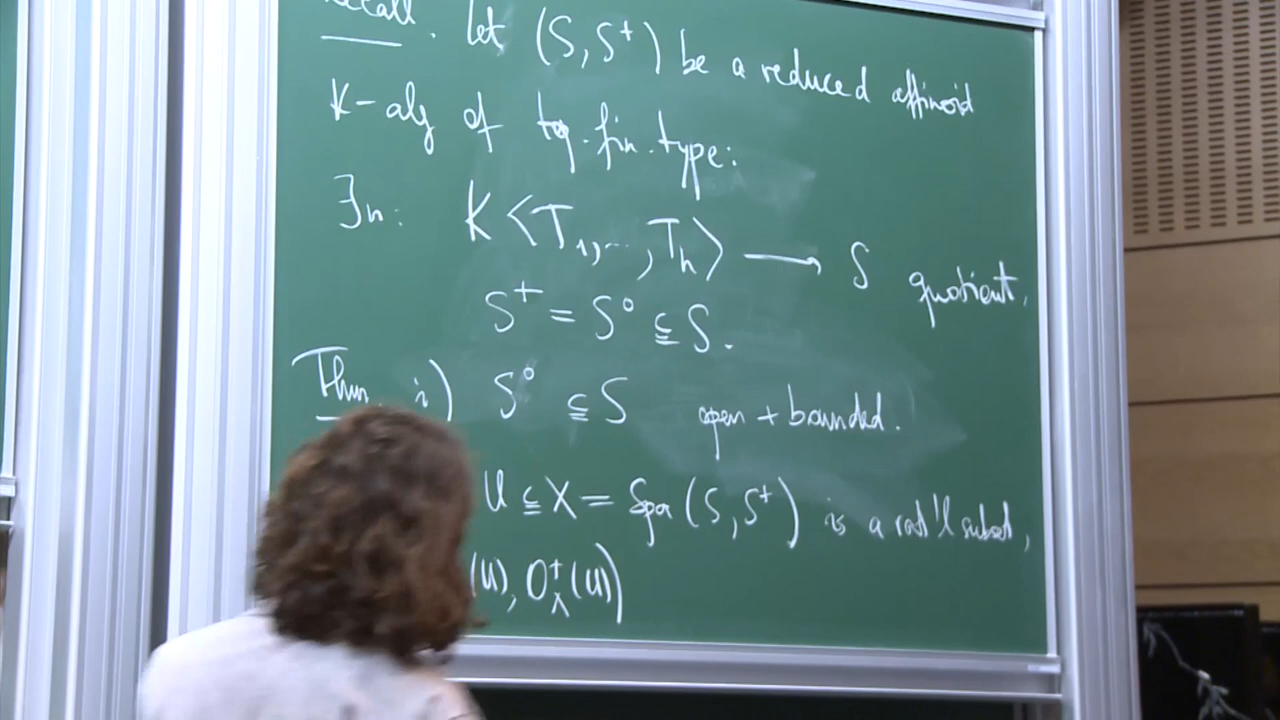 Recall. Let (S, S⁺) be a reduced affinoid
K-alg of top. fin. type:
∃n: K⟨T₁, ..., Tₙ⟩ ⟶ S quotient,
S⁺ = S° ⊆ S.
Thm. i) S° ⊆ S open + bounded.
U ⊆ X = Spa(S, S⁺) is a rat'l subset,
(U), O⁺_X(U))